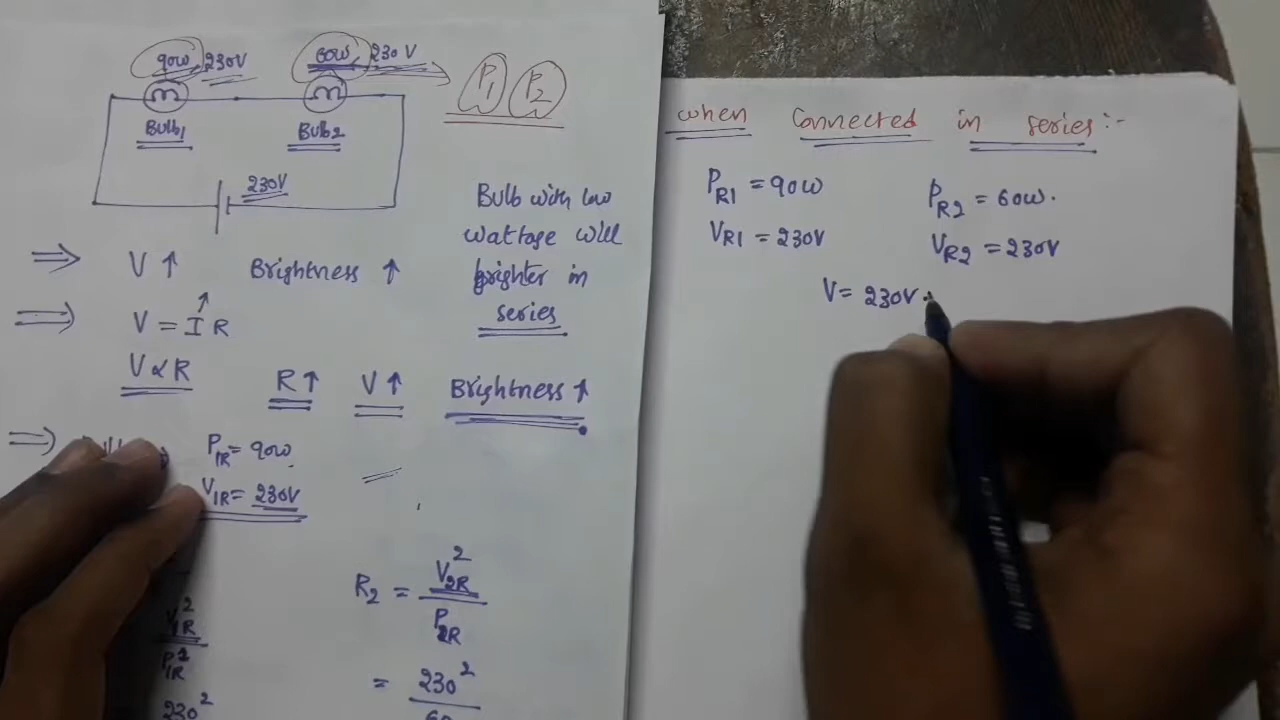 90W, 230V
60W, 230V
P1 P2
Bulb1
Bulb2
230V
Bulb with low
wattage will
brighter in
series
⇒ V↑ Brightness ↑
⇒ V = I R
V ∝ R
R↑ V↑ Brightness ↑
⇒
P1R = 90W
V1R = 230V
R2 = V2R²
P2R
= 230²
60
V1R²
P1R²
230²
when connected in series:-
PR1 = 90W
VR1 = 230V
PR2 = 60W.
VR2 = 230V
V = 230V.